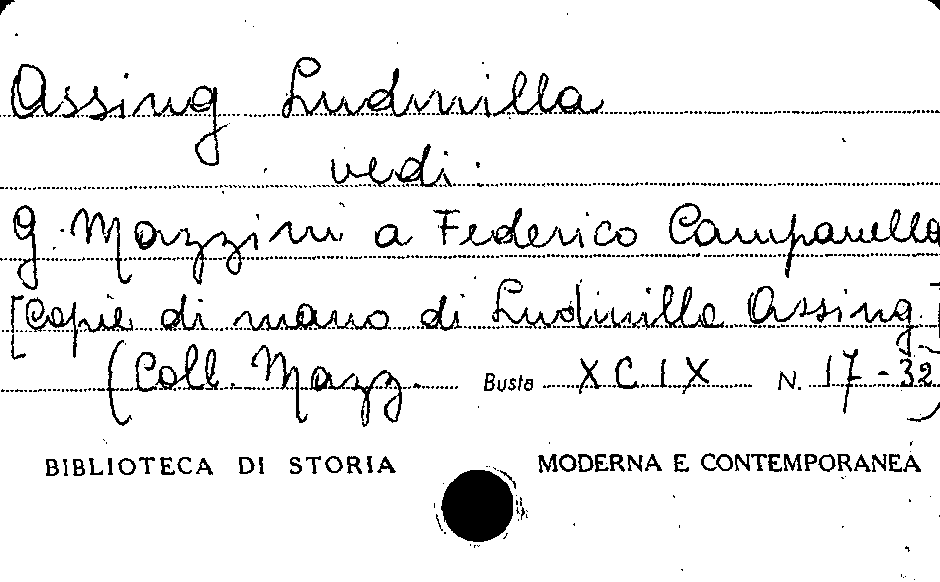 Assing Ludmilla
vedi:
G. Mazzini a Federico Campanella
[Copie di mano di Ludmilla Assing.]
(Coll. Mazz. Busta XCIX N. 17-32)
BIBLIOTECA DI STORIA MODERNA E CONTEMPORANEA